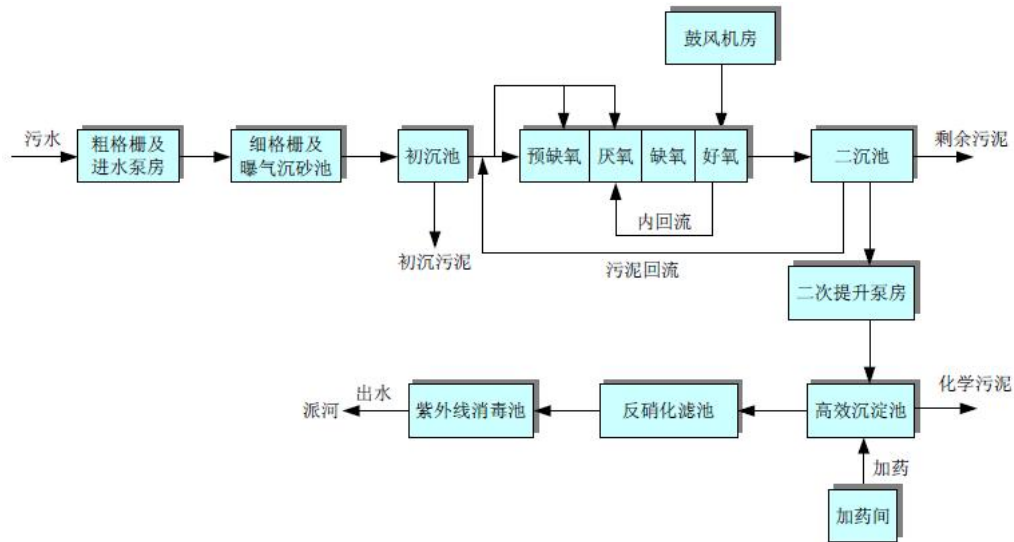 鼓风机房
污水
粗格栅及
进水泵房
细格栅及
曝气沉砂池
初沉池
预缺氧
厌氧
缺氧
好氧
二沉池
剩余污泥
内回流
初沉污泥
污泥回流
二次提升泵房
派河
出水
紫外线消毒池
反硝化滤池
高效沉淀池
化学污泥
加药
加药间